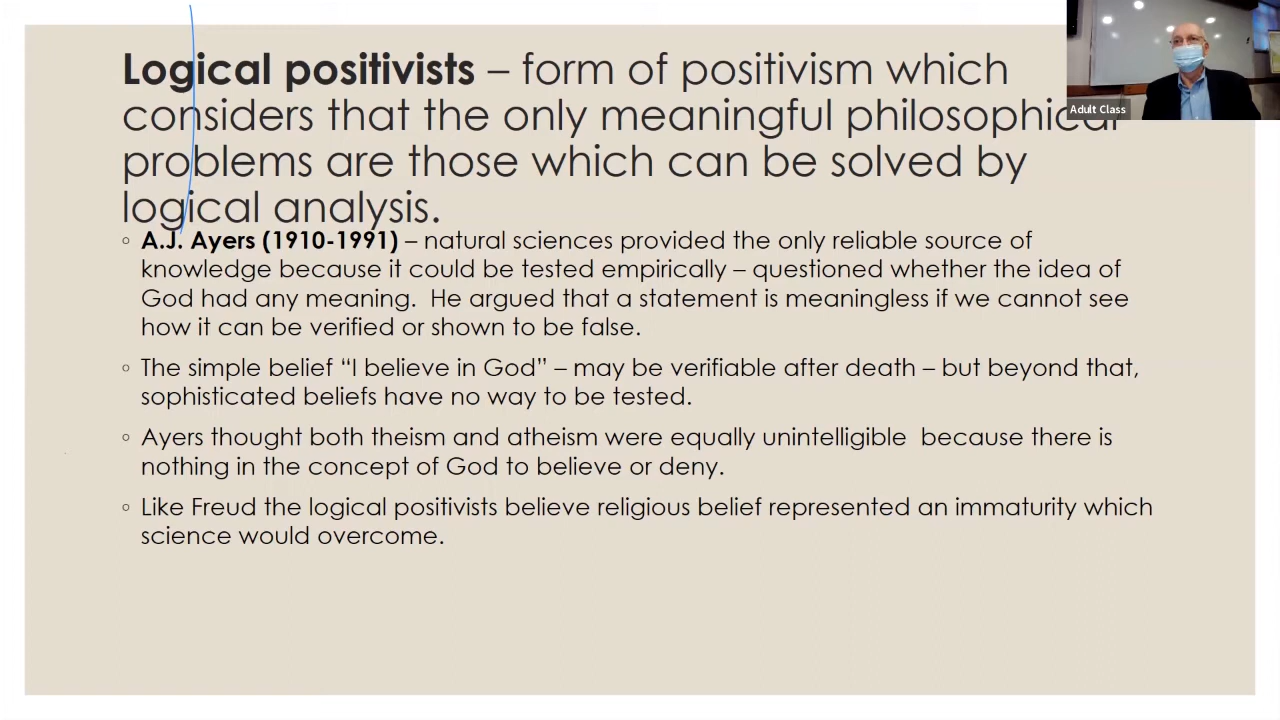 Logical positivists – form of positivism which
considers that the only meaningful philosophical
problems are those which can be solved by
logical analysis.
Adult Class
◦ A.J. Ayers (1910-1991) – natural sciences provided the only reliable source of
knowledge because it could be tested empirically – questioned whether the idea of
God had any meaning.  He argued that a statement is meaningless if we cannot see
how it can be verified or shown to be false.
◦ The simple belief “I believe in God” – may be verifiable after death – but beyond that,
sophisticated beliefs have no way to be tested.
◦ Ayers thought both theism and atheism were equally unintelligible  because there is
nothing in the concept of God to believe or deny.
◦ Like Freud the logical positivists believe religious belief represented an immaturity which
science would overcome.